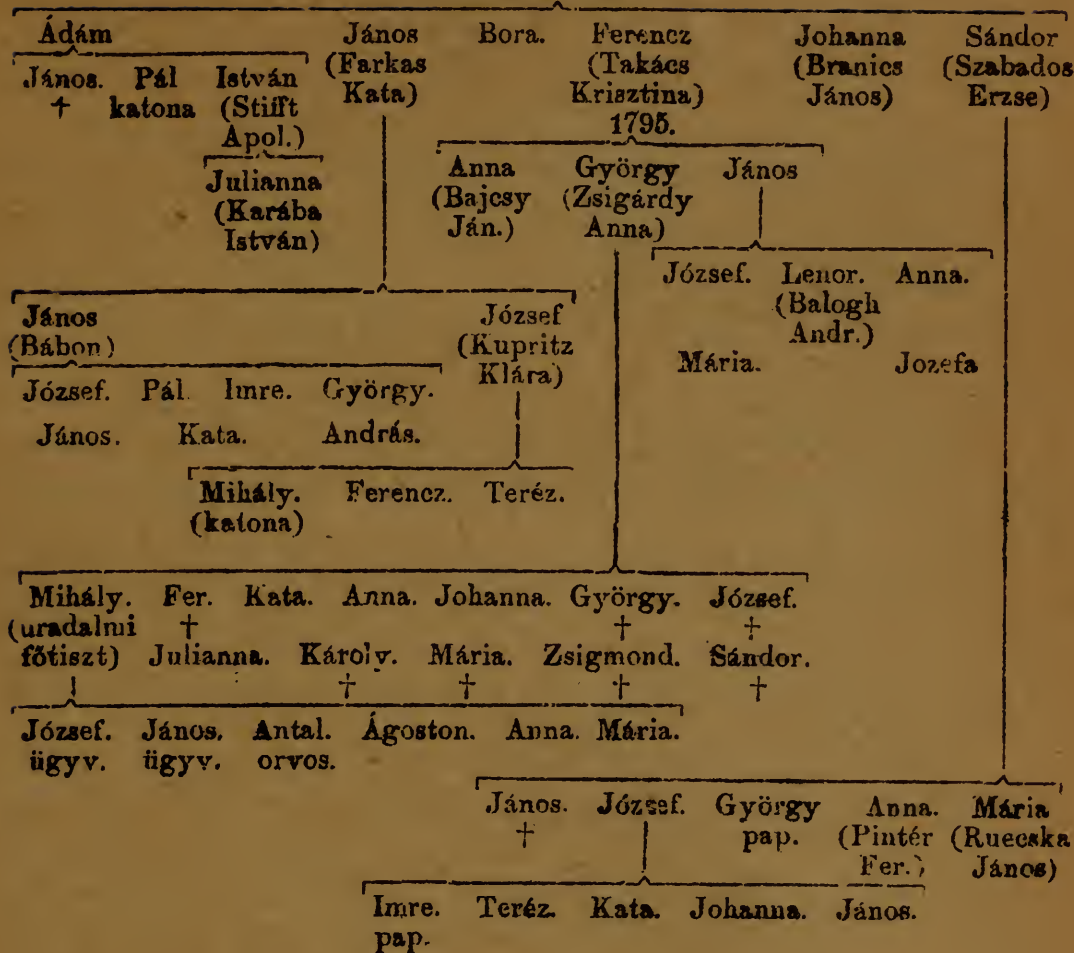 Ádám János Bora. Ferencz Johanna Sándor
(Farkas Kata) (Takács Krisztina) 1795. (Branics János) (Szabados Erzse)
János. † Pál katona István (Stifft Apol.)
Julianna (Karába István)
Anna (Bajcsy Ján.) György (Zsigárdy Anna) János
József. Lenor. (Balogh Andr.) Anna.
Mária. Jozefa
János (Bábon) József (Kupritz Klára)
József. Pál. Imre. György.
János. Kata. András.
Mihály. (katona) Ferencz. Teréz.
Mihály. (uradalmi főtiszt) Fer. † Kata. Anna. Johanna. György. † József. †
Julianna. Károly. † Mária. † Zsigmond. † Sándor. †
József. ügyv. János. ügyv. Antal. orvos. Ágoston. Anna. Mária.
János. † József. György pap. Anna. (Pintér Fer.) Mária (Ruecska János)
Imre. pap. Teréz. Kata. Johanna. János.